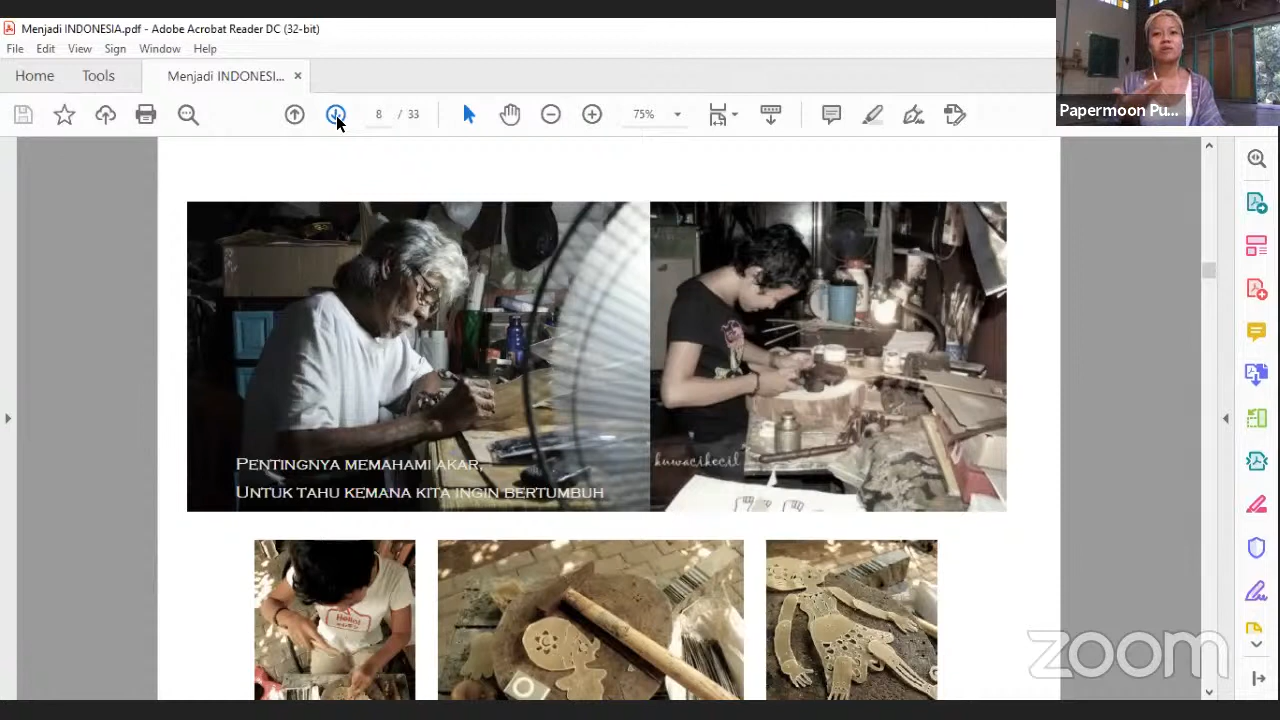 Menjadi INDONESIA.pdf - Adobe Acrobat Reader DC (32-bit)
File Edit View Sign Window Help
Home Tools Menjadi INDONESI... ×
8 / 33 75%
Papermoon Pu...
PENTINGNYA MEMAHAMI AKAR,
UNTUK TAHU KEMANA KITA INGIN BERTUMBUH
kuwacikecil
zoom